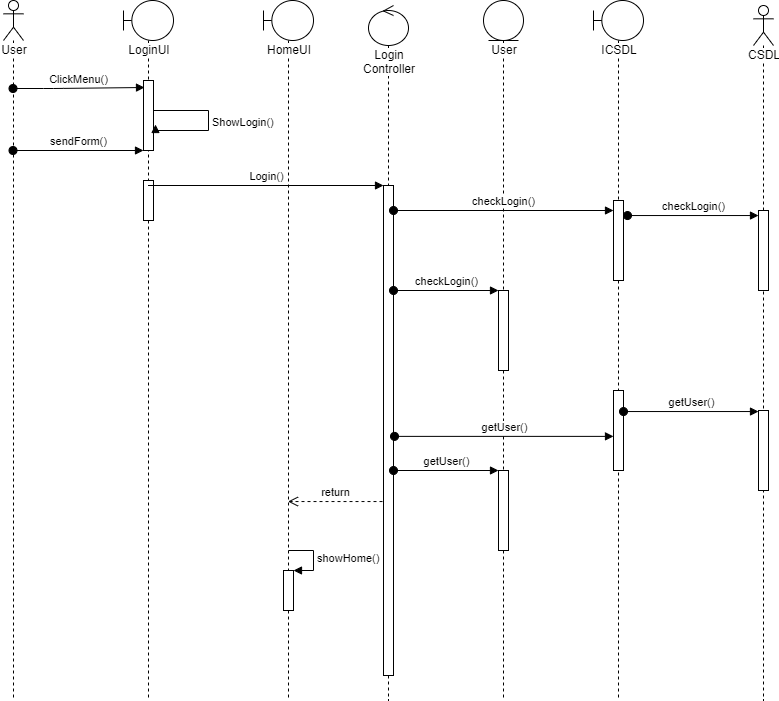 User
LoginUI
HomeUI
Login
Controller
User
ICSDL
CSDL
ClickMenu()
ShowLogin()
sendForm()
Login()
checkLogin()
checkLogin()
checkLogin()
getUser()
getUser()
getUser()
return
showHome()